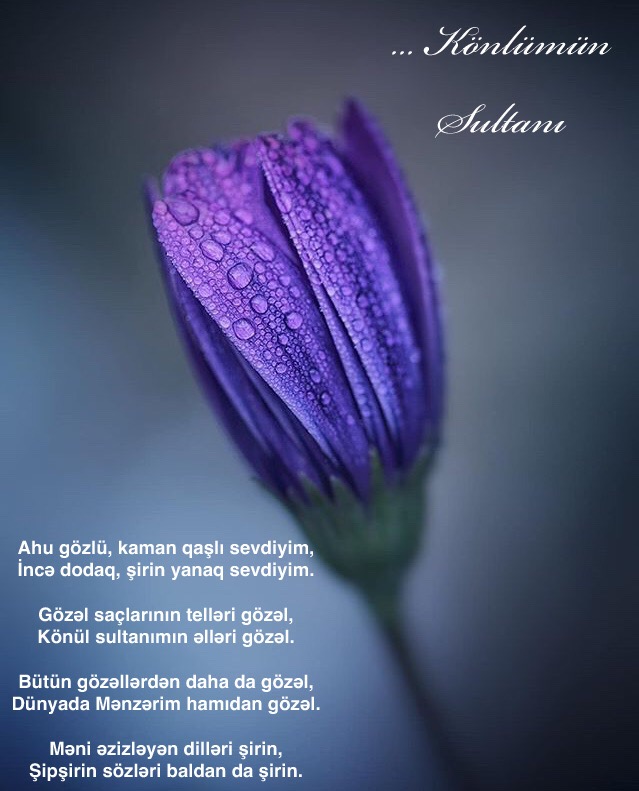 ... Könlümün
Sultanı
Ahu gözlü, kaman qaşlı sevdiyim,
İncə dodaq, şirin yanaq sevdiyim.
Gözəl saçlarının telləri gözəl,
Könül sultanımın əlləri gözəl.
Bütün gözəllərdən daha da gözəl,
Dünyada Mənzərim hamıdan gözəl.
Məni əzizləyən dilləri şirin,
Şipşirin sözləri baldan da şirin.